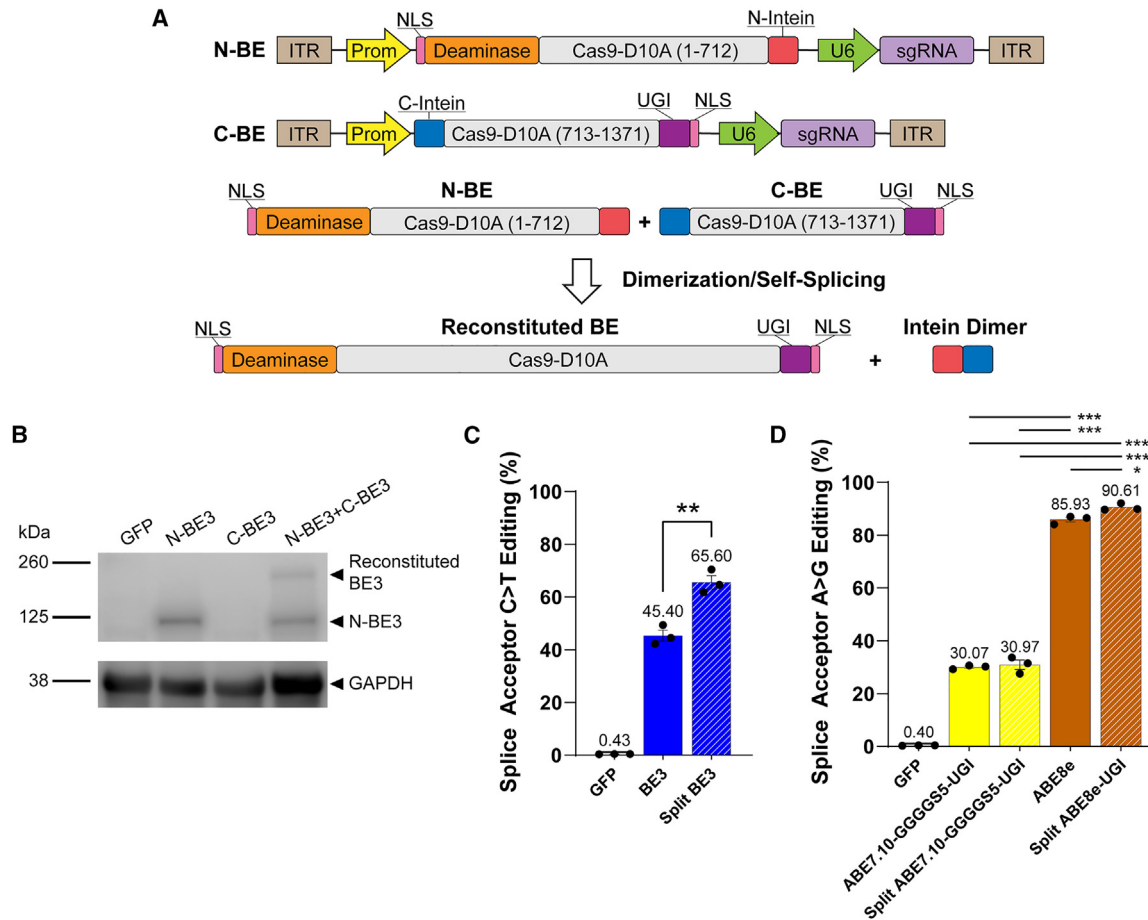 A
NLS
N-Intein
N-BE
ITR
Prom
Deaminase
Cas9-D10A (1-712)
U6
sgRNA
ITR
C-Intein
UGI
NLS
C-BE
ITR
Prom
Cas9-D10A (713-1371)
U6
sgRNA
ITR
N-BE
C-BE
NLS
UGI
NLS
Deaminase
Cas9-D10A (1-712)
+
Cas9-D10A (713-1371)
Dimerization/Self-Splicing
Reconstituted BE
Intein Dimer
NLS
UGI
NLS
Deaminase
Cas9-D10A
+
B
kDa
GFP
N-BE3
C-BE3
N-BE3+C-BE3
260
125
38
Reconstituted
BE3
N-BE3
GAPDH
C
Splice Acceptor C>T Editing (%)
100
80
60
40
20
0
**
0.43
45.40
65.60
GFP
BE3
Split BE3
D
Splice Acceptor A>G Editing (%)
100
80
60
40
20
0
***
***
***
***
*
0.40
30.07
30.97
85.93
90.61
GFP
ABE7.10-GGGGS5-UGI
Split ABE7.10-GGGGS5-UGI
ABE8e
Split ABE8e-UGI